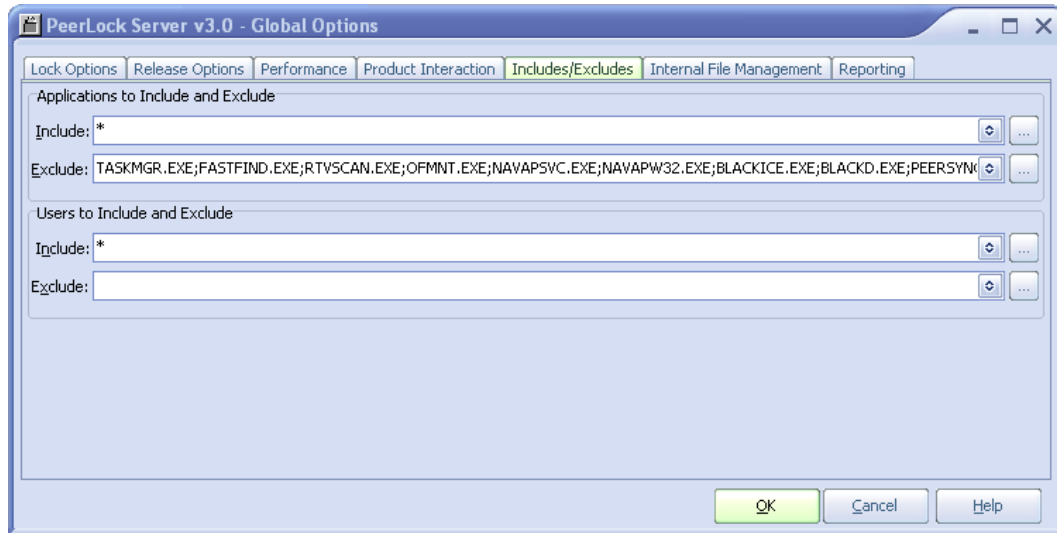 PeerLock Server v3.0 - Global Options
Lock Options Release Options Performance Product Interaction Includes/Excludes Internal File Management Reporting
Applications to Include and Exclude
Include: * ...
Exclude: TASKMGR.EXE;FASTFIND.EXE;RTVSCAN.EXE;OFMNT.EXE;NAVAPSVC.EXE;NAVAPW32.EXE;BLACKICE.EXE;BLACKD.EXE;PEERSYN ...
Users to Include and Exclude
Include: * ...
Exclude: ...
OK Cancel Help